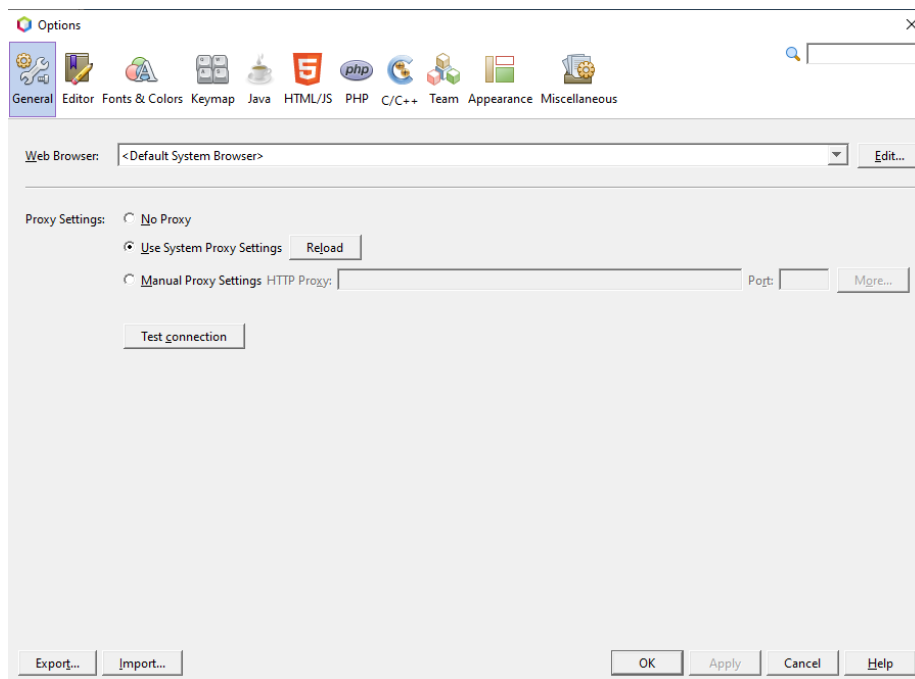 Options
General Editor Fonts & Colors Keymap Java HTML/JS PHP C/C++ Team Appearance Miscellaneous
Web Browser: <Default System Browser> Edit...
Proxy Settings: No Proxy
Use System Proxy Settings Reload
Manual Proxy Settings HTTP Proxy: Port: More...
Test connection
Export... Import... OK Apply Cancel Help